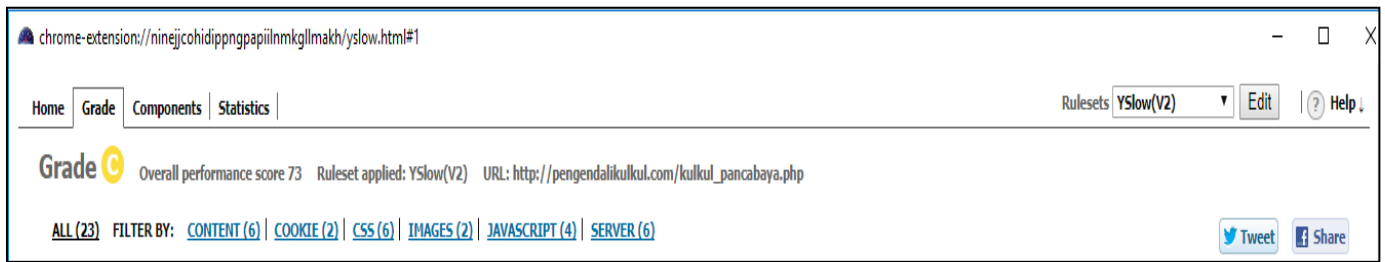 chrome-extension://ninejjcohidippngpapiilnmkgllmakh/yslow.html#1
Home Grade Components Statistics Rulesets YSlow(V2) Edit ? Help ↓
Grade C Overall performance score 73 Ruleset applied: YSlow(V2) URL: http://pengendalikulkul.com/kulkul_pancabaya.php
ALL (23) FILTER BY: CONTENT (6) COOKIE (2) CSS (6) IMAGES (2) JAVASCRIPT (4) SERVER (6) Tweet Share